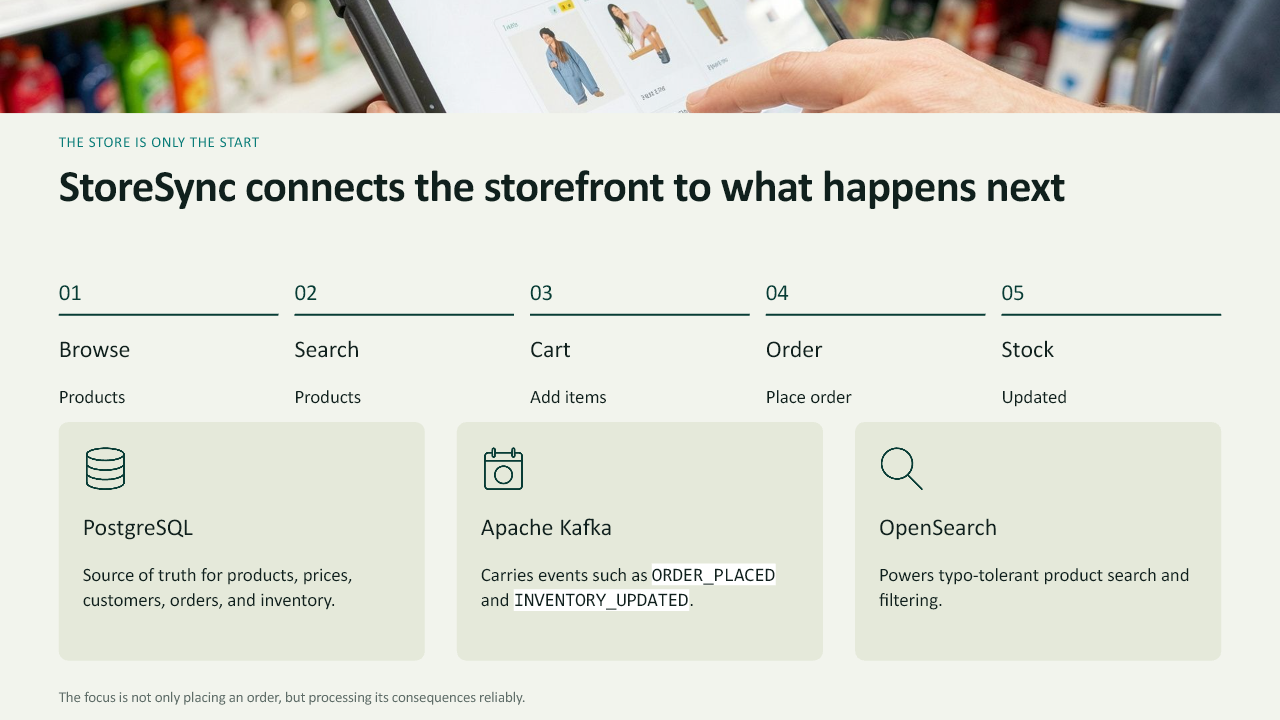 THE STORE IS ONLY THE START
StoreSync connects the storefront to what happens next
01
Browse
Products
02
Search
Products
03
Cart
Add items
04
Order
Place order
05
Stock
Updated
PostgreSQL
Source of truth for products, prices,
customers, orders, and inventory.
Apache Kafka
Carries events such as ORDER_PLACED
and INVENTORY_UPDATED.
OpenSearch
Powers typo-tolerant product search and
filtering.
The focus is not only placing an order, but processing its consequences reliably.